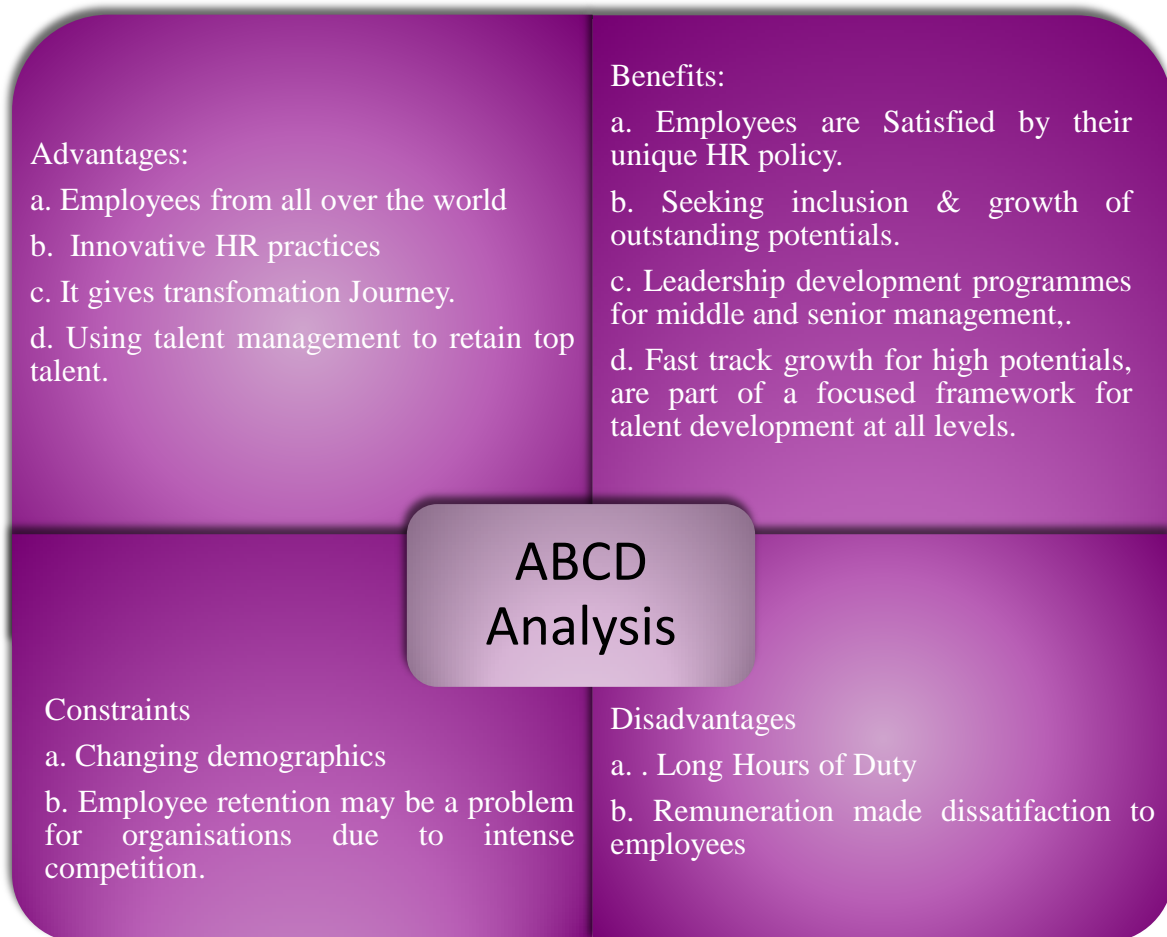 Advantages:
a. Employees from all over the world
b. Innovative HR practices
c. It gives transfomation Journey.
d. Using talent management to retain top
talent.
Benefits:
a. Employees are Satisfied by their
unique HR policy.
b. Seeking inclusion & growth of
outstanding potentials.
c. Leadership development programmes
for middle and senior management,.
d. Fast track growth for high potentials,
are part of a focused framework for
talent development at all levels.
ABCD
Analysis
Constraints
a. Changing demographics
b. Employee retention may be a problem
for organisations due to intense
competition.
Disadvantages
a. . Long Hours of Duty
b. Remuneration made dissatifaction to
employees